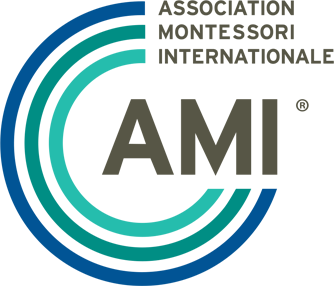 ASSOCIATION
MONTESSORI
INTERNATIONALE
AMI®